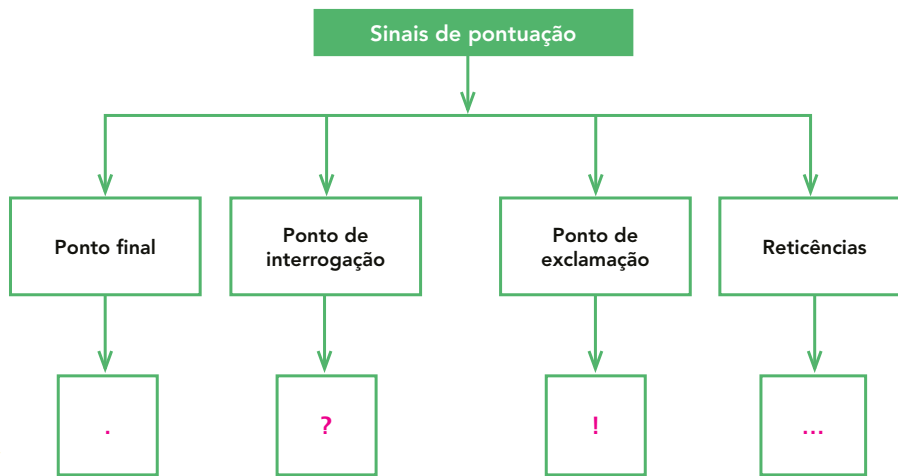 Sinais de pontuação
Ponto final
Ponto de
interrogação
Ponto de
exclamação
Reticências
.
?
!
...